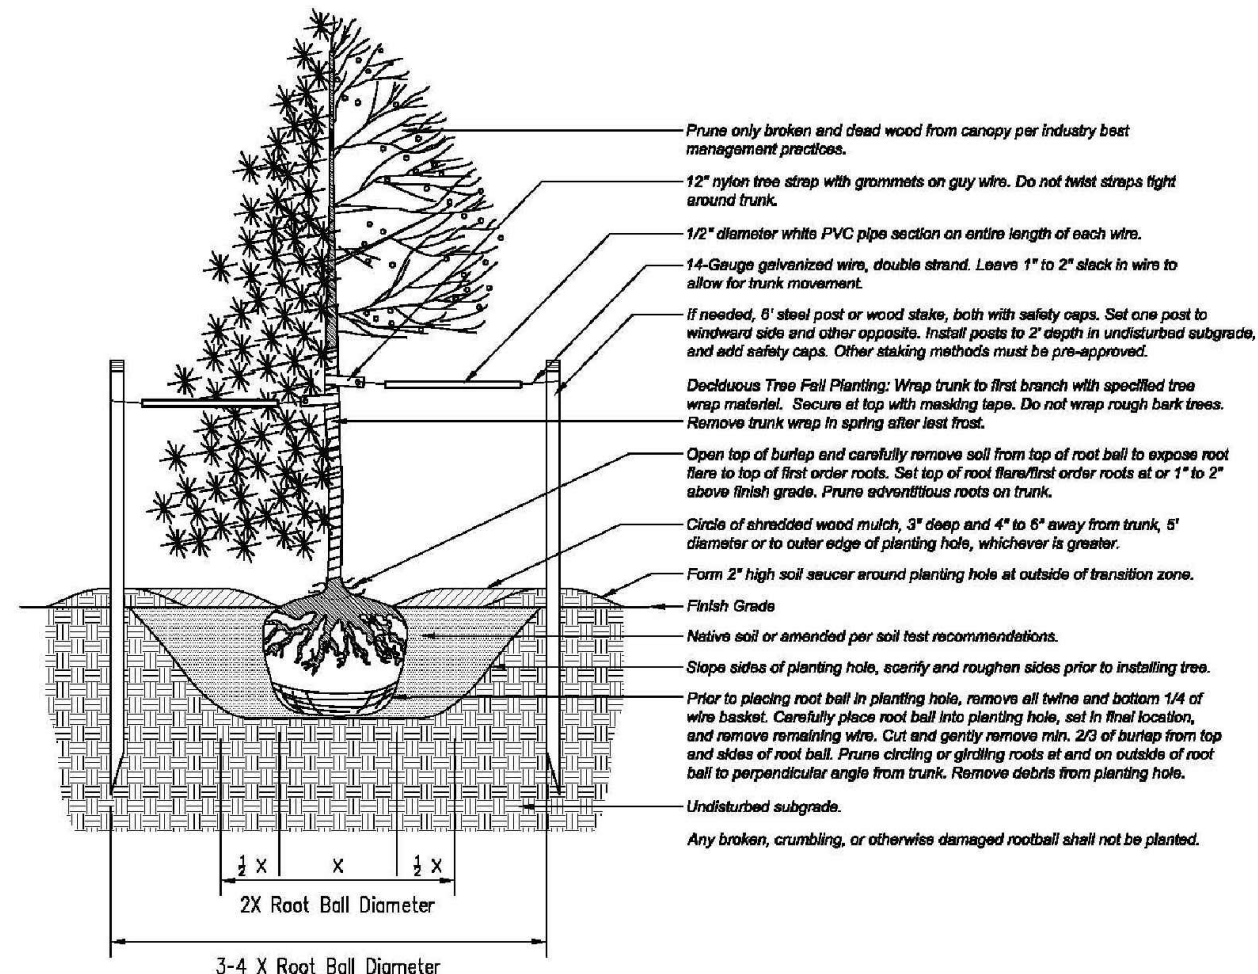 Prune only broken and dead wood from canopy per industry best
management practices.
12" nylon tree strap with grommets on guy wire. Do not twist straps tight
around trunk.
1/2" diameter white PVC pipe section on entire length of each wire.
14-Gauge galvanized wire, double strand. Leave 1" to 2" slack in wire to
allow for trunk movement.
If needed, 6' steel post or wood stake, both with safety caps. Set one post to
windward side and other opposite. Install posts to 2' depth in undisturbed subgrade,
and add safety caps. Other staking methods must be pre-approved.
Deciduous Tree Fall Planting: Wrap trunk to first branch with specified tree
wrap material. Secure at top with masking tape. Do not wrap rough bark trees.
Remove trunk wrap in spring after last frost.
Open top of burlap and carefully remove soil from top of root ball to expose root
flare to top of first order roots. Set top of root flare/first order roots at or 1" to 2"
above finish grade. Prune adventitious roots on trunk.
Circle of shredded wood mulch, 3" deep and 4" to 6" away from trunk, 5'
diameter or to outer edge of planting hole, whichever is greater.
Form 2" high soil saucer around planting hole at outside of transition zone.
Finish Grade
Native soil or amended per soil test recommendations.
Slope sides of planting hole, scarify and roughen sides prior to installing tree.
Prior to placing root ball in planting hole, remove all twine and bottom 1/4 of
wire basket. Carefully place root ball into planting hole, set in final location,
and remove remaining wire. Cut and gently remove min. 2/3 of burlap from top
and sides of root ball. Prune circling or girdling roots at and on outside of root
ball to perpendicular angle from trunk. Remove debris from planting hole.
Undisturbed subgrade.
Any broken, crumbling, or otherwise damaged rootball shall not be planted.
1/2 X X 1/2 X
2X Root Ball Diameter
3-4 X Root Ball Diameter